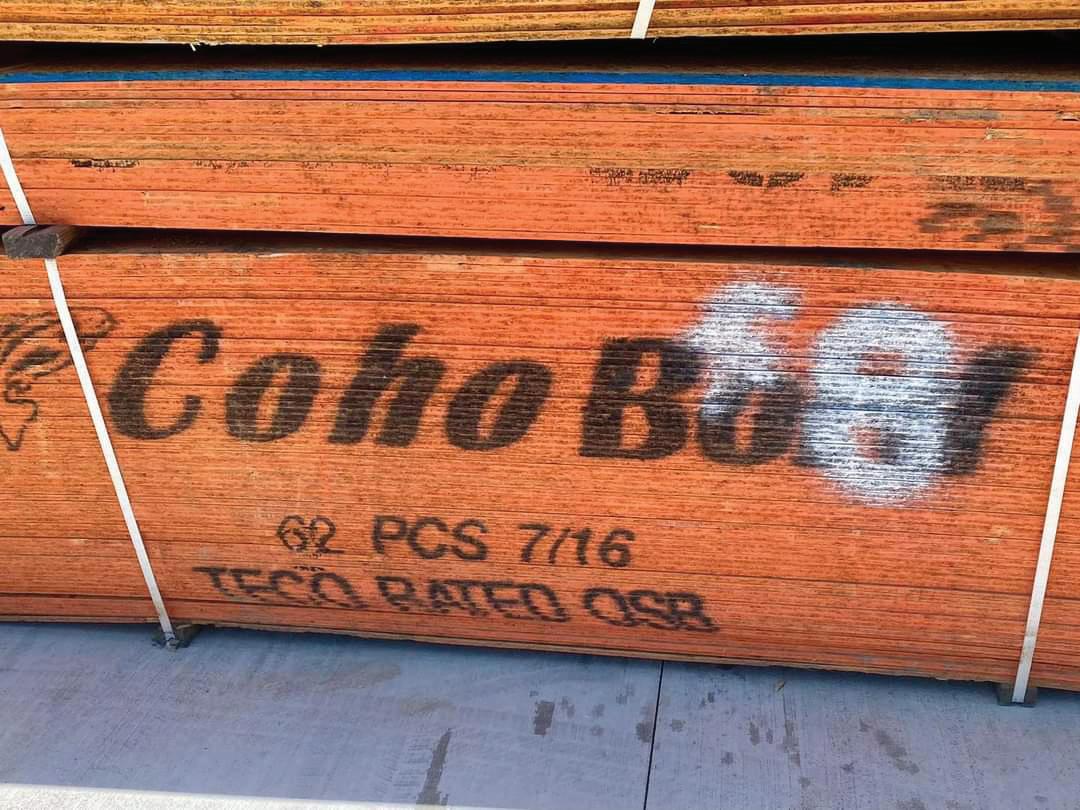 Coho
62 PCS 7/16
TECO RATED OSB